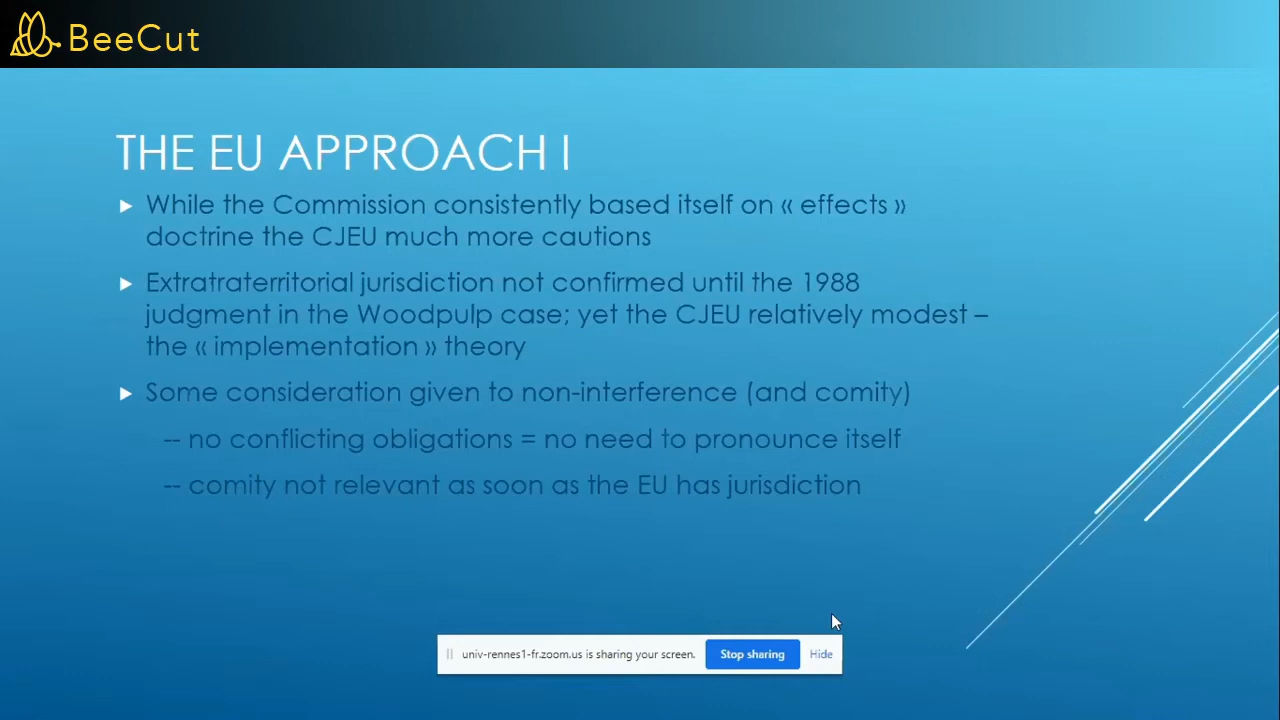 BeeCut
THE EU APPROACH I
While the Commission consistently based itself on « effects »
doctrine the CJEU much more cautions
Extratraterritorial jurisdiction not confirmed until the 1988
judgment in the Woodpulp case; yet the CJEU relatively modest –
the « implementation » theory
Some consideration given to non-interference (and comity)
-- no conflicting obligations = no need to pronounce itself
-- comity not relevant as soon as the EU has jurisdiction
univ-rennes1-fr.zoom.us is sharing your screen. Stop sharing Hide